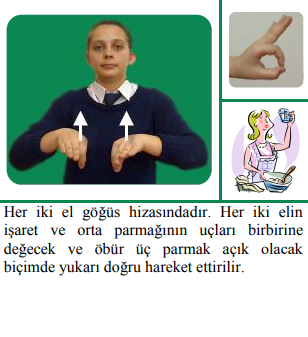 Her iki el göğüs hizasındadır. Her iki elin
işaret ve orta parmağının uçları birbirine
değecek ve öbür üç parmak açık olacak
biçimde yukarı doğru hareket ettirilir.